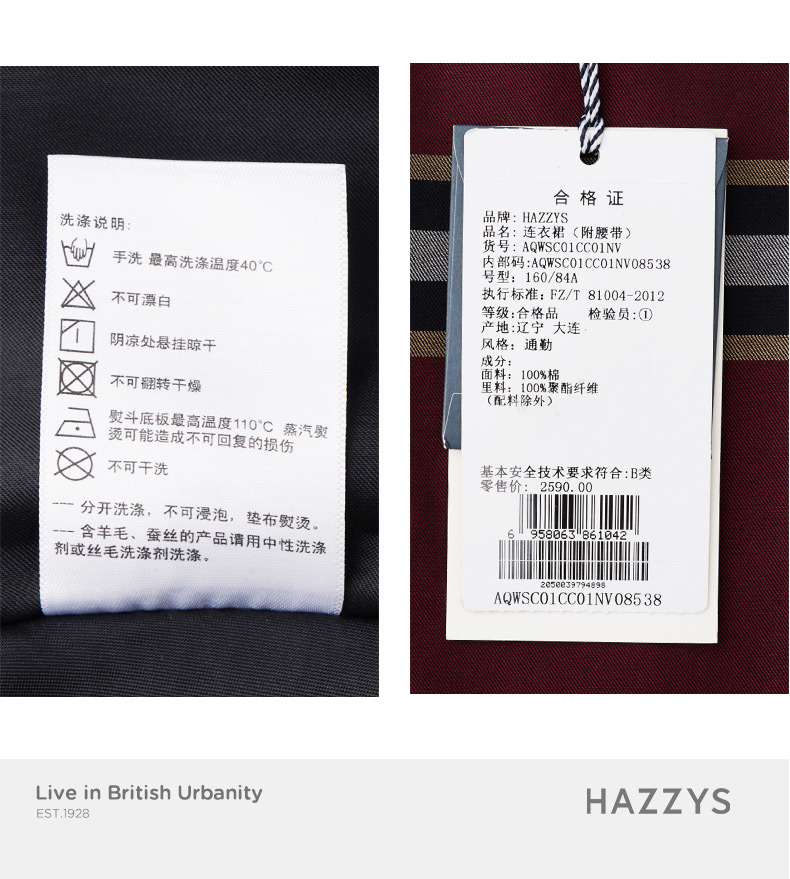 洗涤说明:
手洗 最高洗涤温度40℃
不可漂白
阴凉处悬挂晾干
不可翻转干燥
熨斗底板最高温度110℃ 蒸汽熨
烫可能造成不可回复的损伤
不可干洗
--- 分开洗涤，不可浸泡，垫布熨烫。
--- 含羊毛、蚕丝的产品请用中性洗涤
剂或丝毛洗涤剂洗涤。
合格证
品牌: HAZZYS
品名: 连衣裙（附腰带）
货号: AQWSC01CC01NV
内部码:AQWSC01CC01NV08538
号型: 160/84A
执行标准: FZ/T 81004-2012
等级:合格品 检验员:①
产地:辽宁 大连
风格: 通勤
成分:
面料: 100%棉
里料: 100%聚酯纤维
（配料除外）
基本安全技术要求符合:B类
零售价: 2590.00
6 958063 861042
2050039794898
AQWSC01CC01NV08538
Live in British Urbanity
EST.1928
HAZZYS